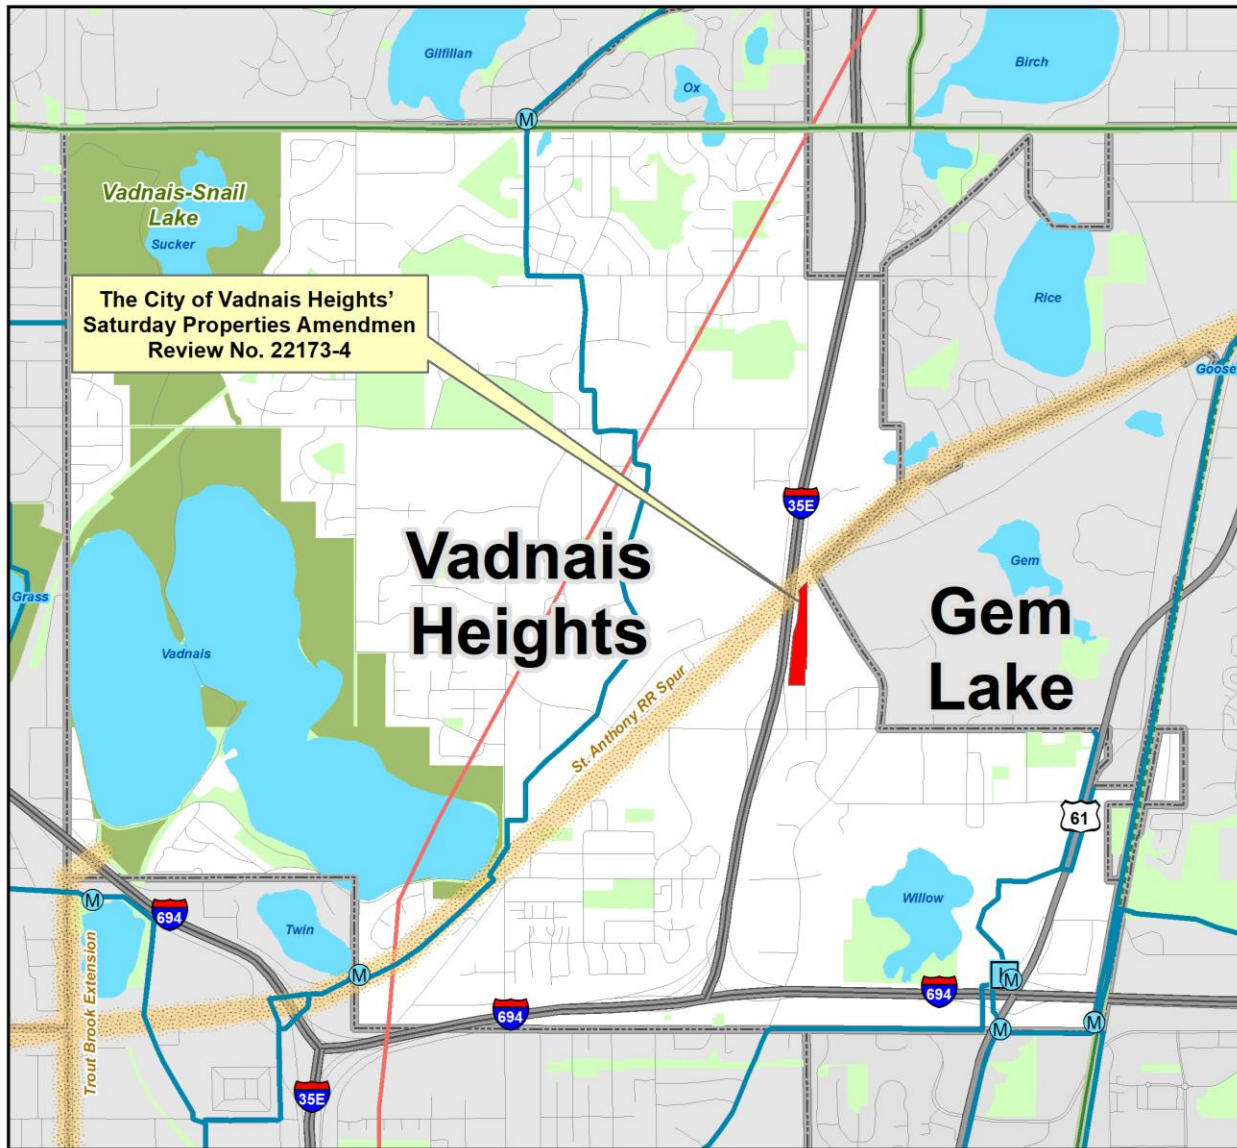 Gilfillan
Birch
Ox
M
Vadnais-Snail
Lake
Sucker
The City of Vadnais Heights'
Saturday Properties Amendmen
Review No. 22173-4
Rice
Goose
35E
Vadnais
Heights
Gem
Gem
Lake
Grass
Vadnais
St. Anthony RR Spur
61
Willow
M
694
Twin
M
Trout Brook Extension
M
694
694
M
M
35E